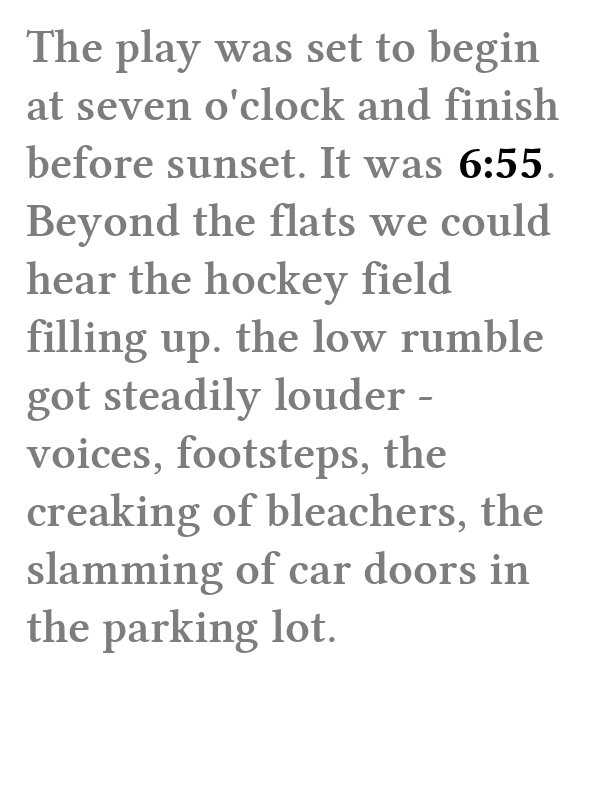 The play was set to begin
at seven o'clock and finish
before sunset. It was 6:55.
Beyond the flats we could
hear the hockey field
filling up. the low rumble
got steadily louder -
voices, footsteps, the
creaking of bleachers, the
slamming of car doors in
the parking lot.